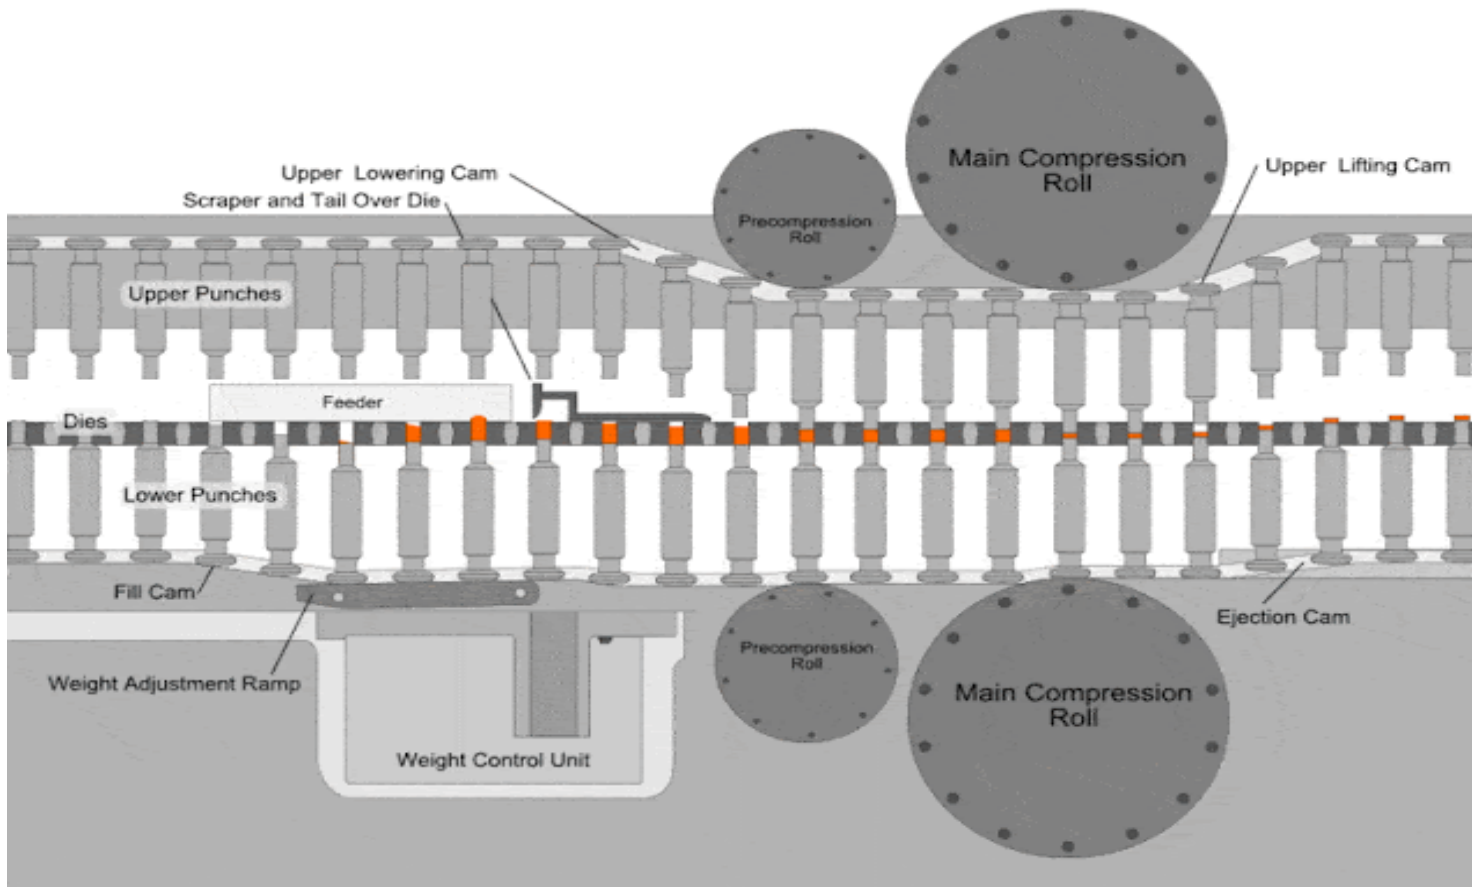 Main Compression
Roll
Upper Lowering Cam
Upper Lifting Cam
Scraper and Tail Over Die
Precompression
Roll
Upper Punches
Feeder
Dies
Lower Punches
Fill Cam
Ejection Cam
Precompression
Roll
Weight Adjustment Ramp
Main Compression
Roll
Weight Control Unit